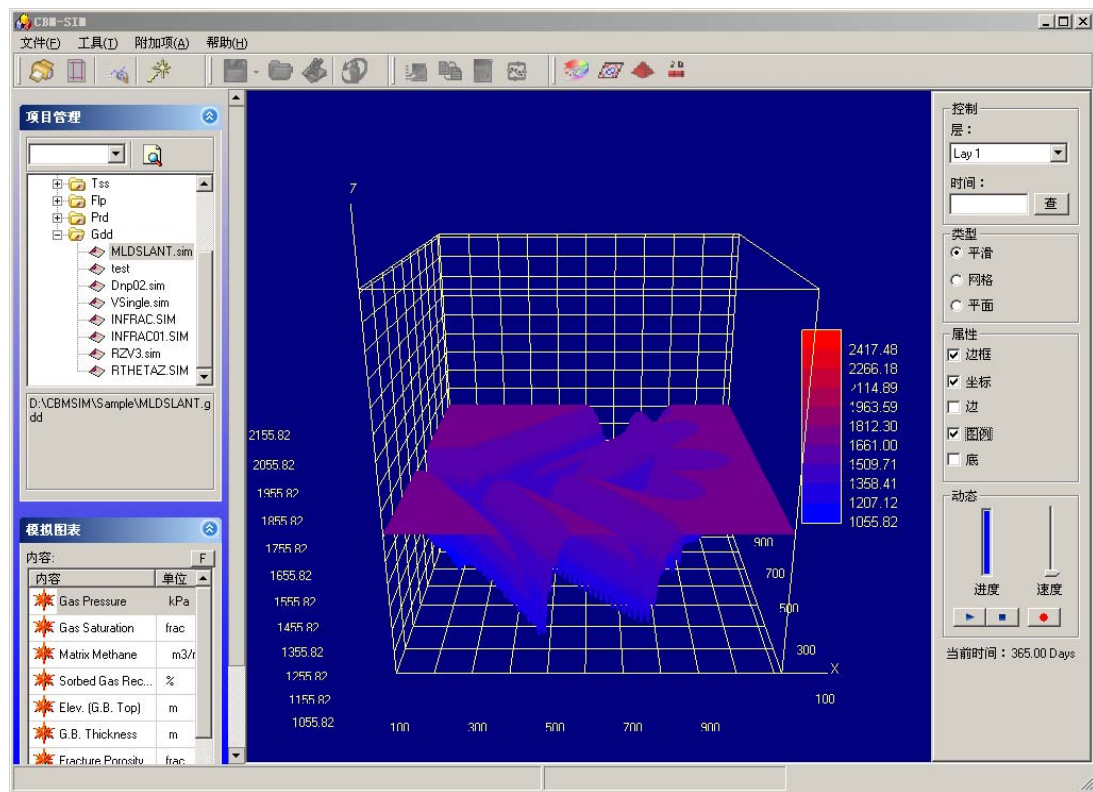 CBM-SIM
文件(F) 工具(T) 附加项(A) 帮助(H)
项目管理
Tss
Flp
Prd
Gdd
MLDSLANT.sim
test
Dnp02.sim
VSingle.sim
INFRAC.SIM
INFRAC01.SIM
RZV3.sim
RTHETAZ.SIM
D:\CBMSIM\Sample\MLDSLANT.g
dd
模拟图表
内容: F
内容 单位
Gas Pressure kPa
Gas Saturation frac
Matrix Methane m3/r
Sorbed Gas Rec... %
Elev. (G.B. Top) m
G.B. Thickness m
Fracture Porosity frac
2155.82
2055.82
1955.82
1855.82
1755.82
1655.82
1555.82
1455.82
1355.82
1255.82
1155.82
1055.82
100 300 500 700 900
X
100
300
500
700
900
2417.48
2266.18
2114.89
1963.59
1812.30
1661.00
1509.71
1358.41
1207.12
1055.82
控制
层：
Lay 1
时间：
查
类型
平滑
网格
平面
属性
边框
坐标
边
图例
底
动态
进度 速度
当前时间：365.00 Days